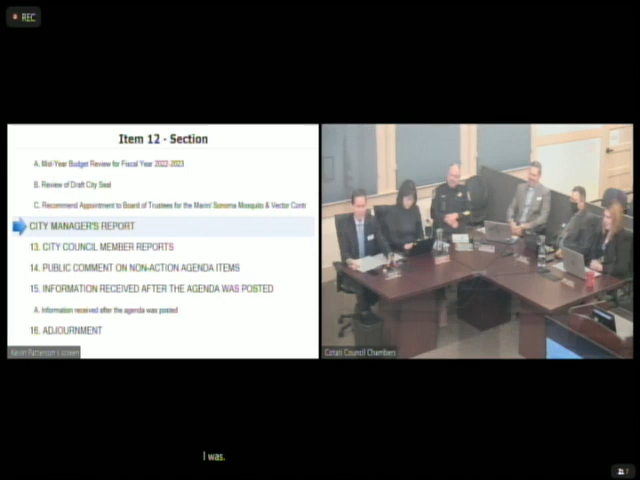 REC
Item 12 - Section
A. Mid-Year Budget Review for Fiscal Year 2022-2023
B. Review of Draft City Seal
C. Recommend Appointment to Board of Trustees for the Marin/ Sonoma Mosquito & Vector Contr
CITY MANAGER'S REPORT
13. CITY COUNCIL MEMBER REPORTS
14. PUBLIC COMMENT ON NON-ACTION AGENDA ITEMS
15. INFORMATION RECEIVED AFTER THE AGENDA WAS POSTED
A. Information received after the agenda was posted
16. ADJOURNMENT
Kevin Patterson's screen
Cotati Council Chambers
I was.
7